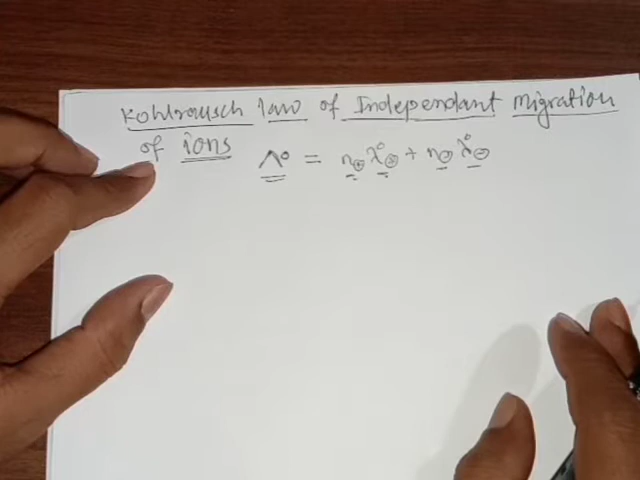 Kohlrausch law of Independant migration
of ions Λ° = n⊕ λ°⊕ + n⊖ λ°⊖